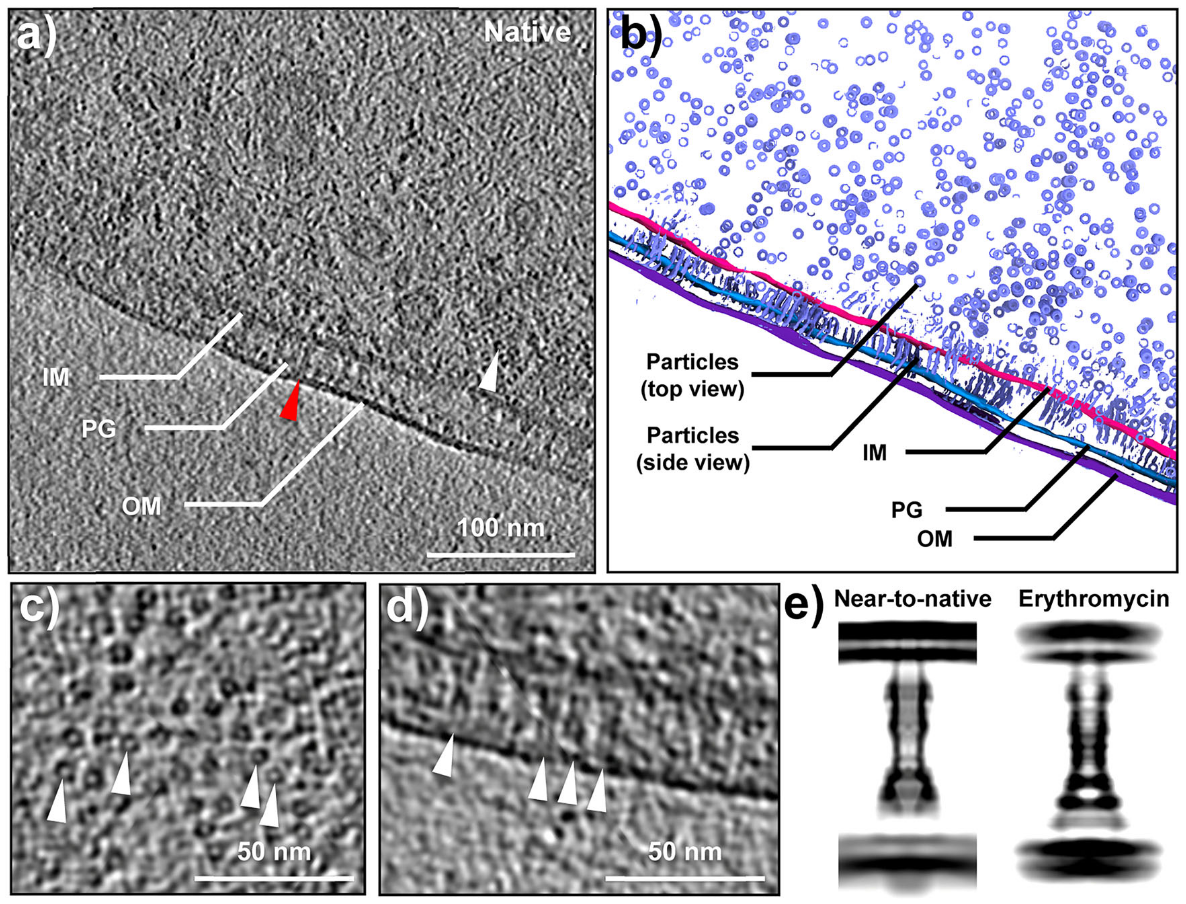 a)
Native
IM
PG
OM
100 nm
b)
Particles
(top view)
Particles
(side view)
IM
PG
OM
c)
50 nm
d)
50 nm
e)
Near-to-native
Erythromycin